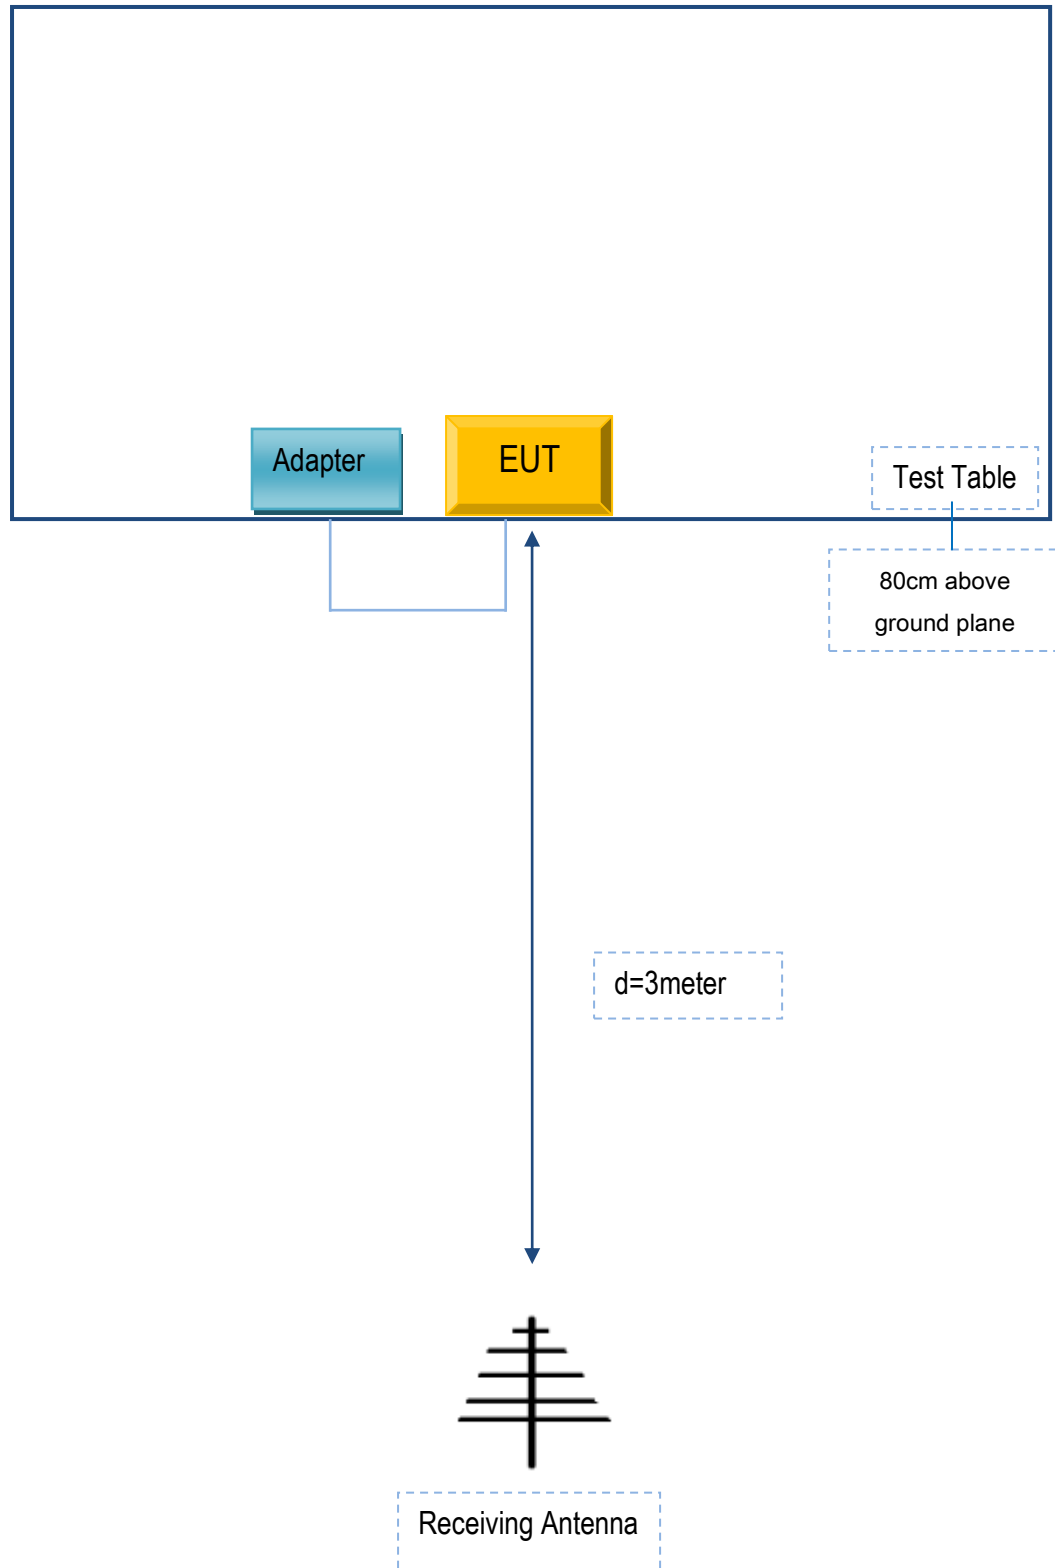 Adapter
EUT
Test Table
80cm above
ground plane
d=3meter
Receiving Antenna